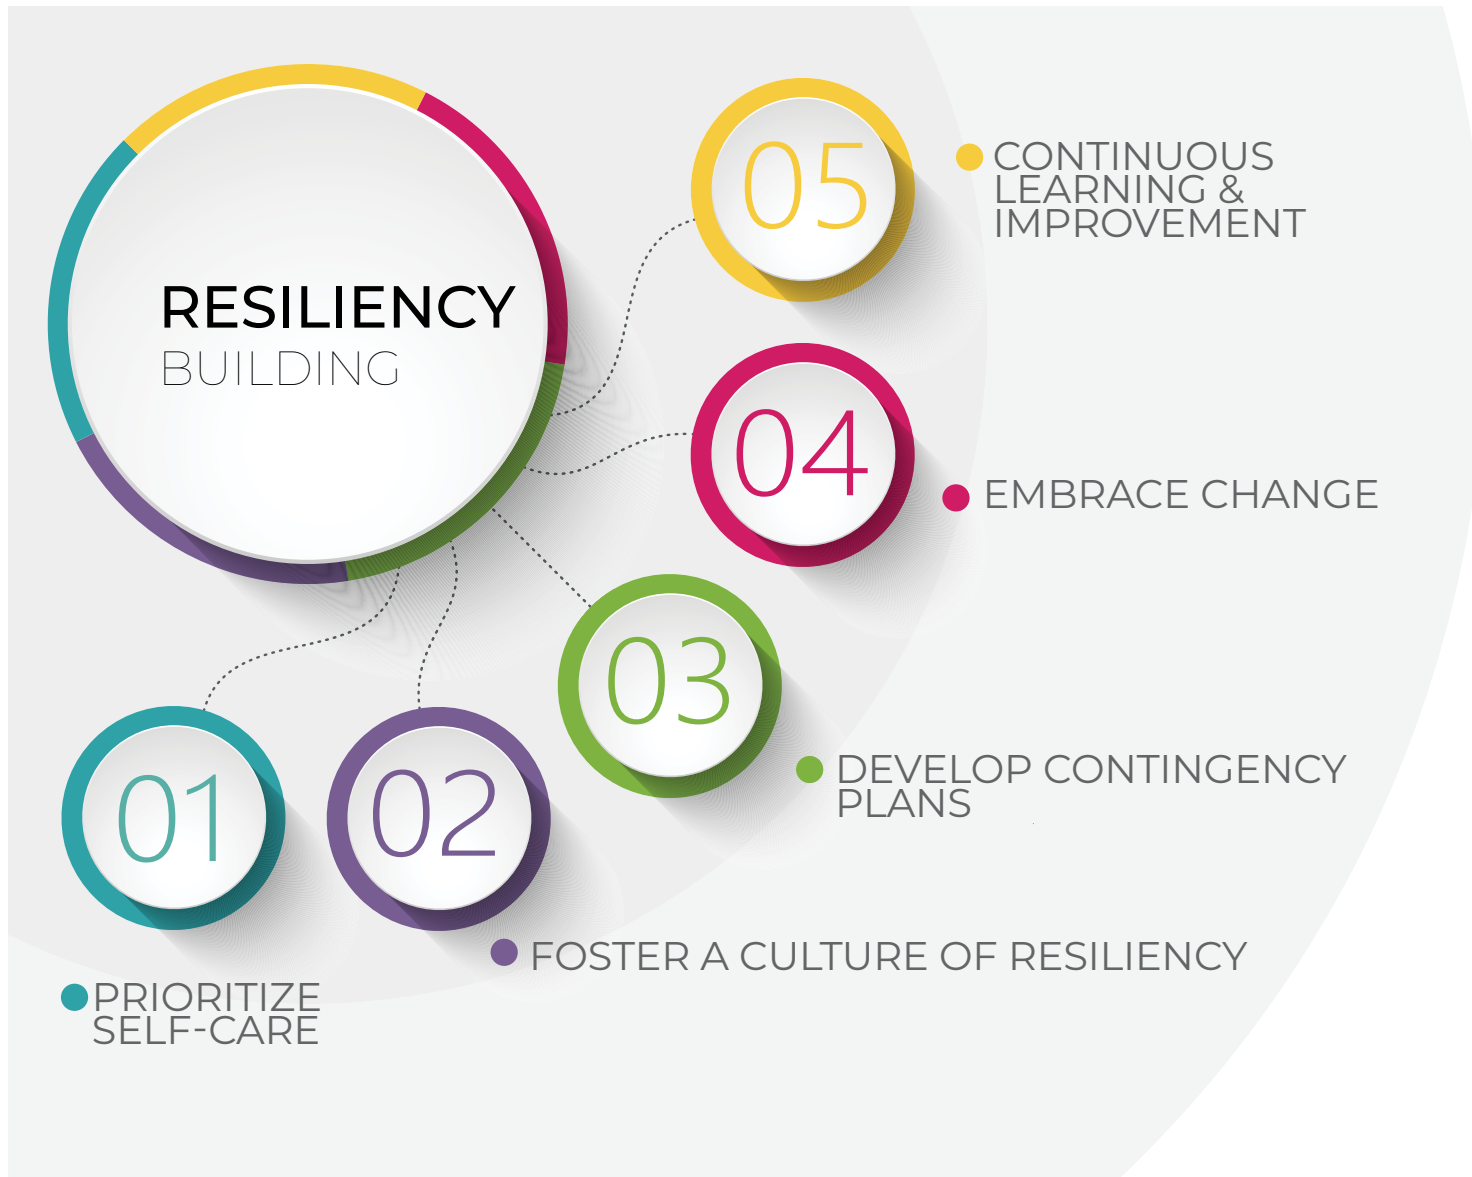 RESILIENCY
BUILDING
05
CONTINUOUS
LEARNING &
IMPROVEMENT
04
EMBRACE CHANGE
03
DEVELOP CONTINGENCY
PLANS
02
FOSTER A CULTURE OF RESILIENCY
01
PRIORITIZE
SELF-CARE